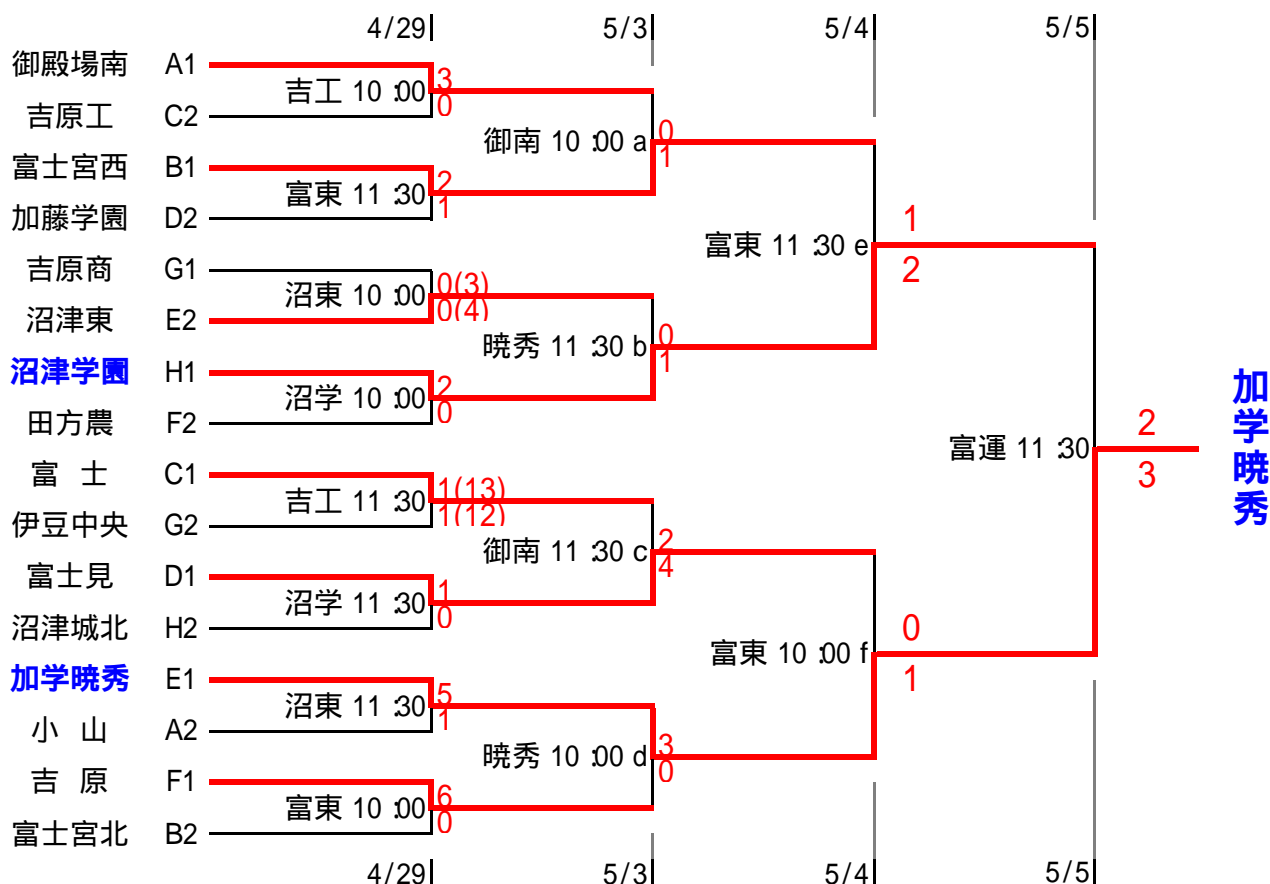 4/29 5/3 5/4 5/5
御殿場南 A1
吉工 10:00 3
0
吉原工 C2
御南 10:00 a 0
1
富士宮西 B1
富東 11:30 2
1
加藤学園 D2
富東 11:30 e 1
2
吉原商 G1
沼東 10:00 0(3)
0(4)
沼津東 E2
暁秀 11:30 b 0
1
沼津学園 H1
沼学 10:00 2
0
田方農 F2
富運 11:30 2
3
加学暁秀
富 士 C1
吉工 11:30 1(13)
1(12)
伊豆中央 G2
御南 11:30 c 2
4
富士見 D1
沼学 11:30 1
0
沼津城北 H2
富東 10:00 f 0
1
加学暁秀 E1
沼東 11:30 5
1
小 山 A2
暁秀 10:00 d 3
0
吉 原 F1
富東 10:00 6
0
富士宮北 B2
4/29 5/3 5/4 5/5